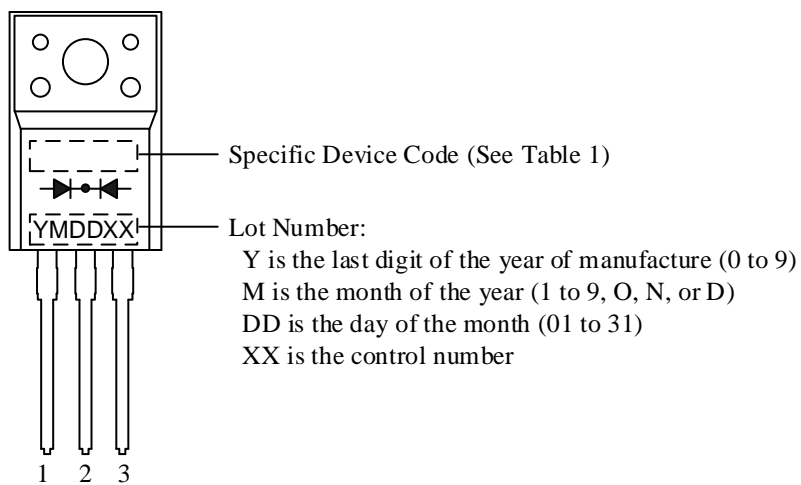 Specific Device Code (See Table 1)
YMDDXX
Lot Number:
Y is the last digit of the year of manufacture (0 to 9)
M is the month of the year (1 to 9, O, N, or D)
DD is the day of the month (01 to 31)
XX is the control number
1 2 3